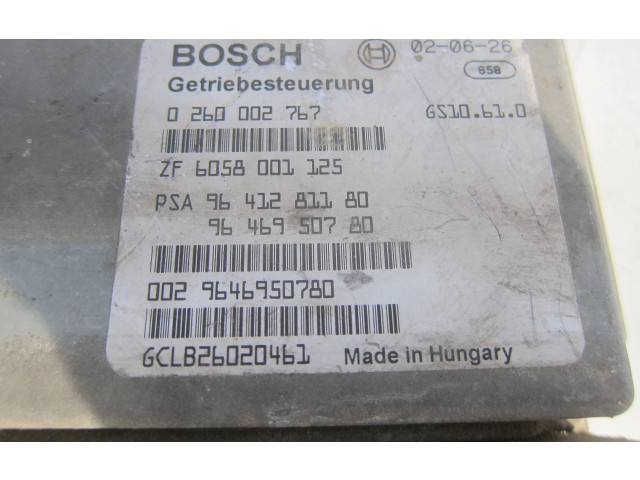 BOSCH 02-06-26
658
Getriebesteuerung
0 260 002 767 GS10.61.0
ZF 6058 001 125
PSA 96 412 811 80
96 469 507 80
002 9646950780
GCLB26020461 Made in Hungary